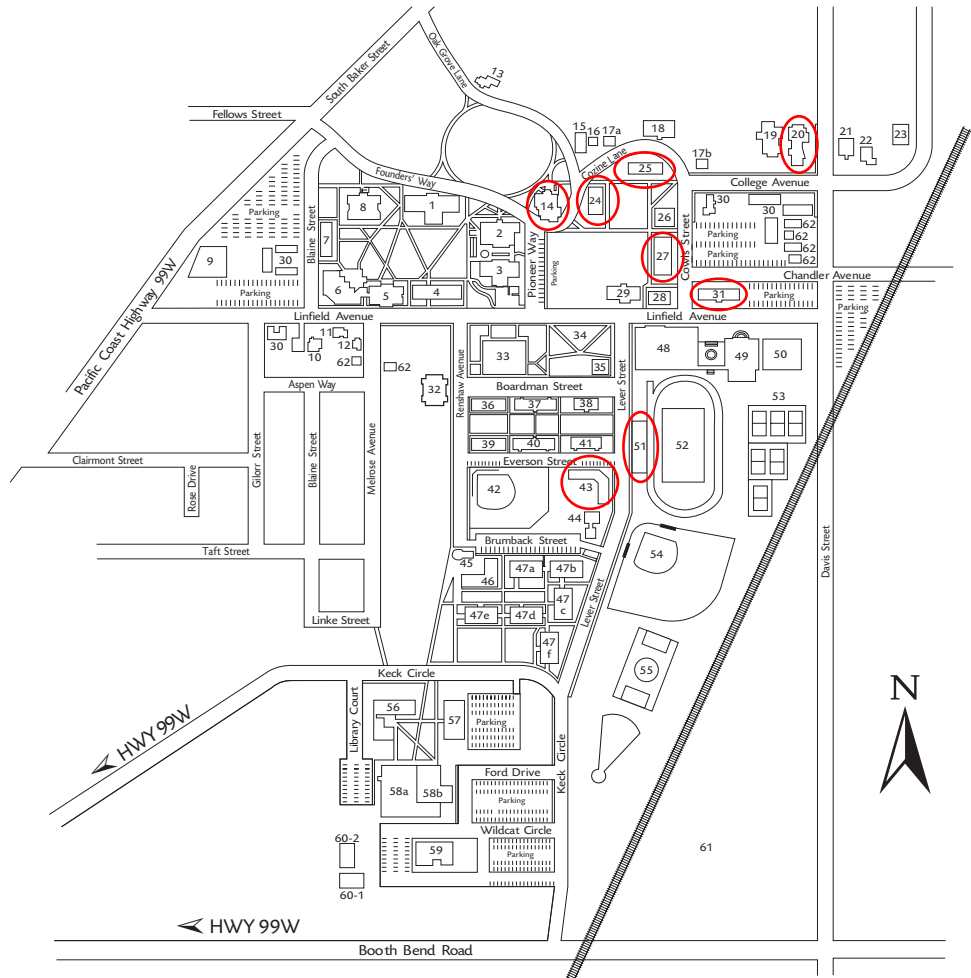 South Baker Street
Oak Grove Lane
13
Fellows Street
15
16
17a
18
19
20
21
22
23
Cozine Lane
25
17b
College Avenue
Founders' Way
Parking
Blaine Street
8
1
14
24
26
30
30
Parking
62
62
62
62
7
2
Pioneer Way
Parking
27
Cowls Street
Parking
9
30
Parking
6
5
4
3
29
28
Chandler Avenue
31
Parking
Parking
Pacific Coast Highway 99W
Linfield Avenue
Linfield Avenue
30
11
10
12
62
62
33
34
35
48
49
50
Aspen Way
32
Renshaw Avenue
Boardman Street
Lever Street
36
37
38
39
40
41
51
52
53
Clairmont Street
Rose Drive
Gilorr Street
Blaine Street
Melrose Avenue
Everson Street
42
43
44
Taft Street
Brumback Street
54
Davis Street
45
46
47a
47b
47
c
47e
47d
47
f
Lever Street
Linke Street
55
Keck Circle
N
56
57
Parking
Library Court
HWY 99W
Keck Circle
58a
58b
Ford Drive
Parking
Wildcat Circle
59
Parking
60-2
60-1
61
HWY 99W
Booth Bend Road